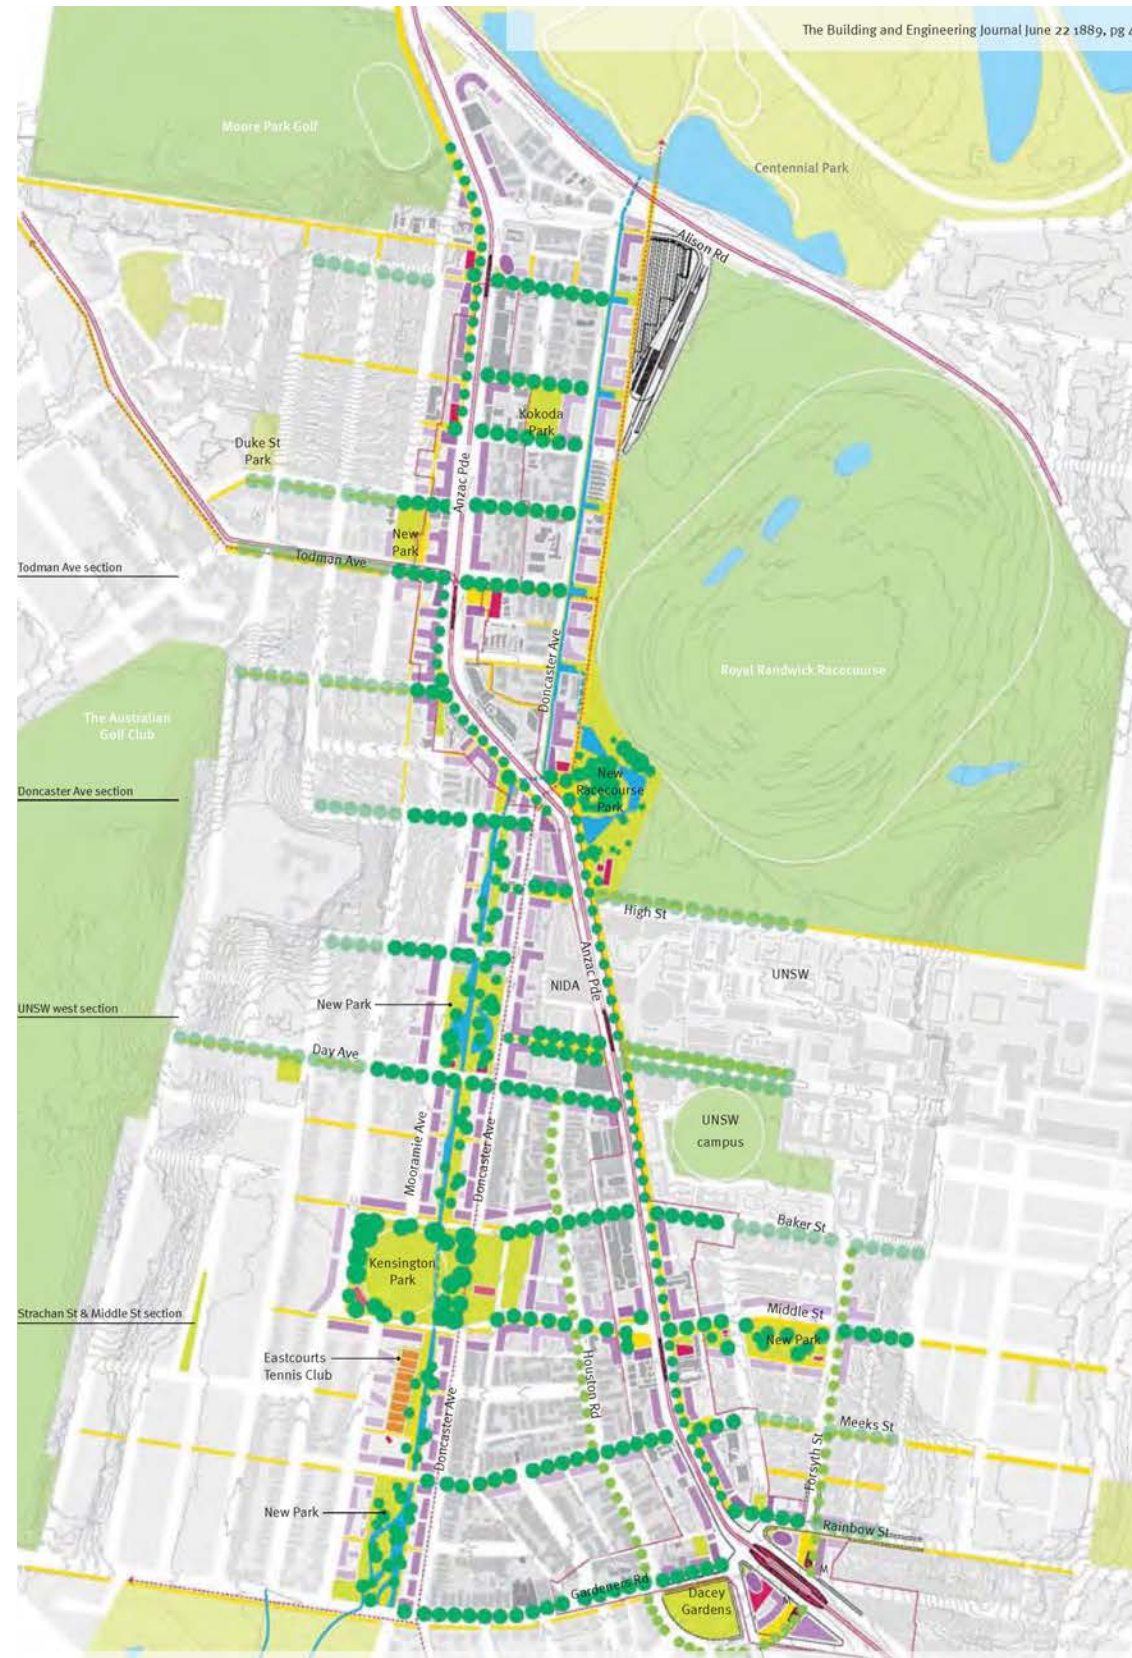 The Building and Engineering Journal June 22 1889, pg 4
Moore Park Golf
Centennial Park
Alison Rd
Kokoda
Park
Duke St
Park
Anzac Pde
New
Park
Todman Ave
Todman Ave section
Doncaster Ave
Royal Randwick Racecourse
The Australian
Golf Club
New
Racecourse
Park
Doncaster Ave section
High St
Anzac Pde
UNSW
NIDA
New Park
UNSW west section
Day Ave
UNSW
campus
Mooramie Ave
Doncaster Ave
Baker St
Kensington
Park
Middle St
Strachan St & Middle St section
New Park
Eastcourts
Tennis Club
Houston Rd
Doncaster Ave
Meeks St
Forsyth St
New Park
Rainbow St
M
Gardeners Rd
Dacey
Gardens
M